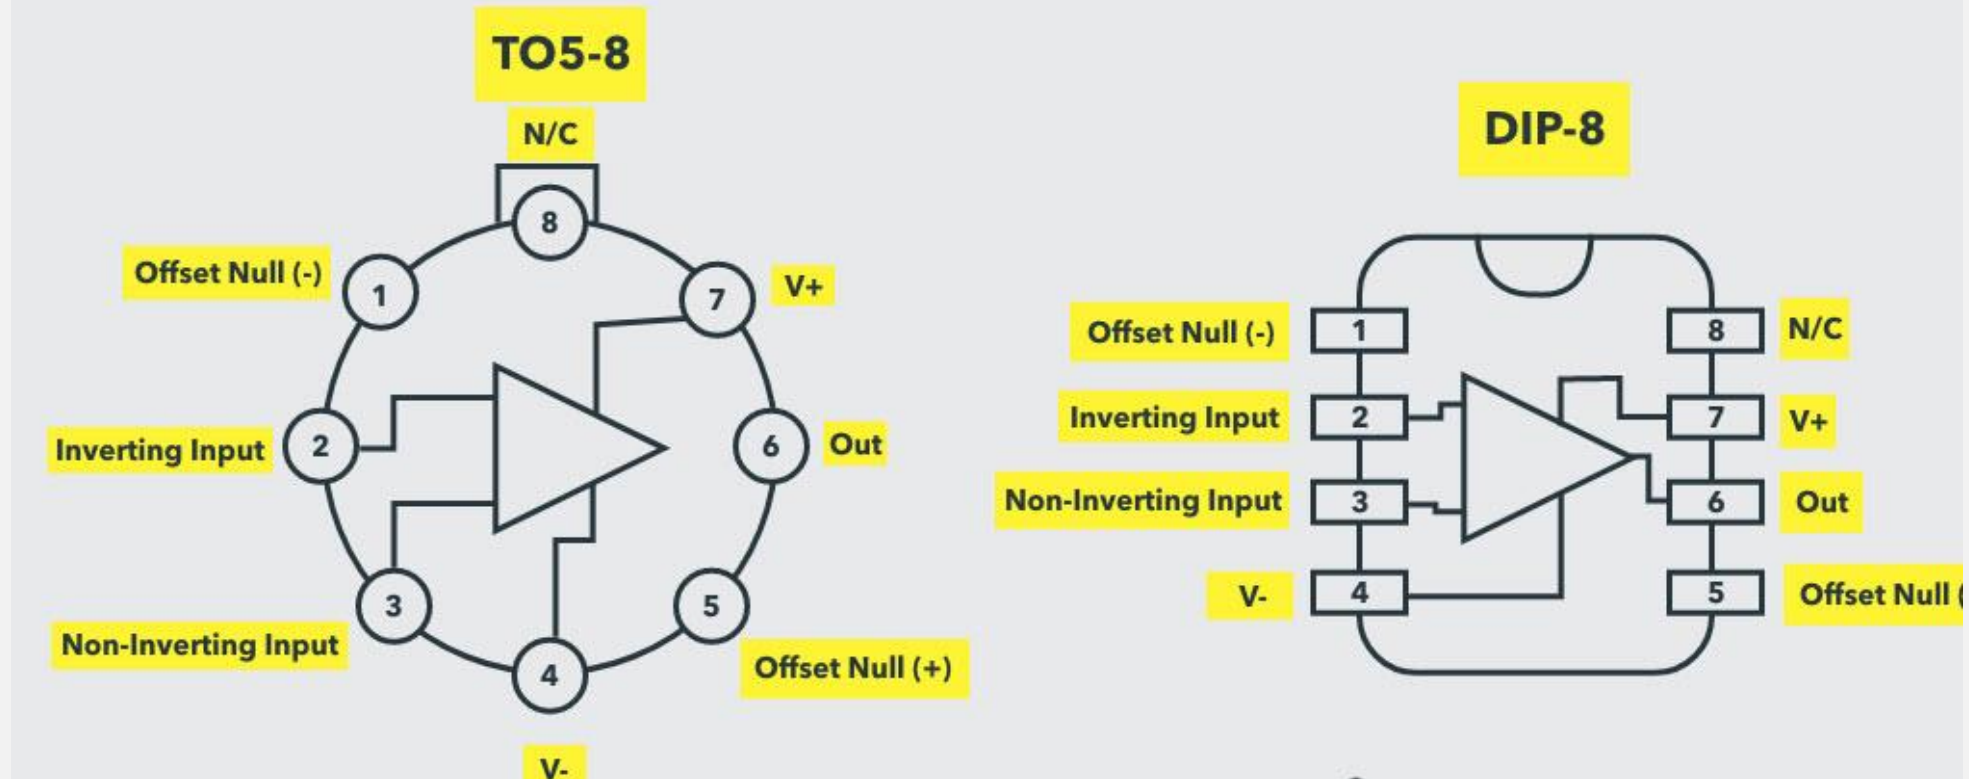 TO5-8
N/C
8
Offset Null (-)
1
7
V+
Inverting Input
2
6
Out
3
5
Non-Inverting Input
4
Offset Null (+)
V-
DIP-8
Offset Null (-)
1
8
N/C
Inverting Input
2
7
V+
Non-Inverting Input
3
6
Out
V-
4
5
Offset Null (